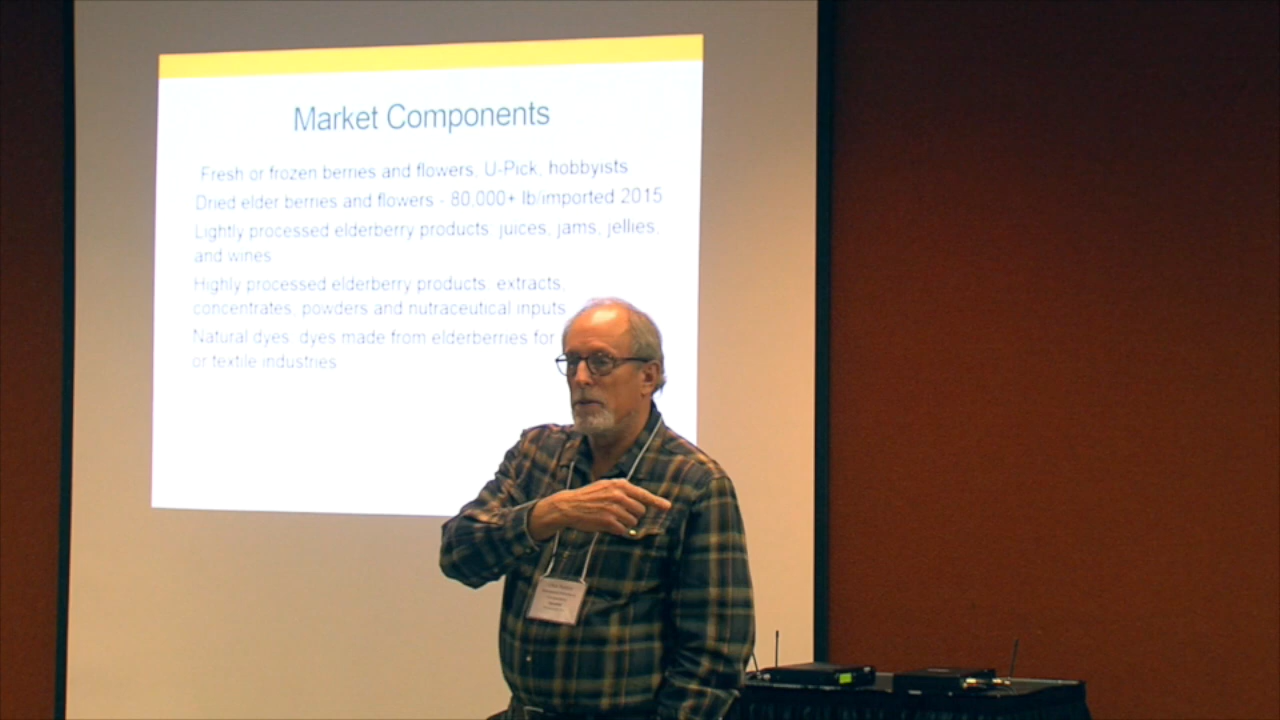 Market Components
Fresh or frozen berries and flowers, U-Pick, hobbyists
Dried elder berries and flowers - 80,000+ lb/imported 2015
Lightly processed elderberry products: juices, jams, jellies,
and wines
Highly processed elderberry products: extracts,
concentrates, powders and nutraceutical inputs
Natural dyes: dyes made from elderberries for
or textile industries